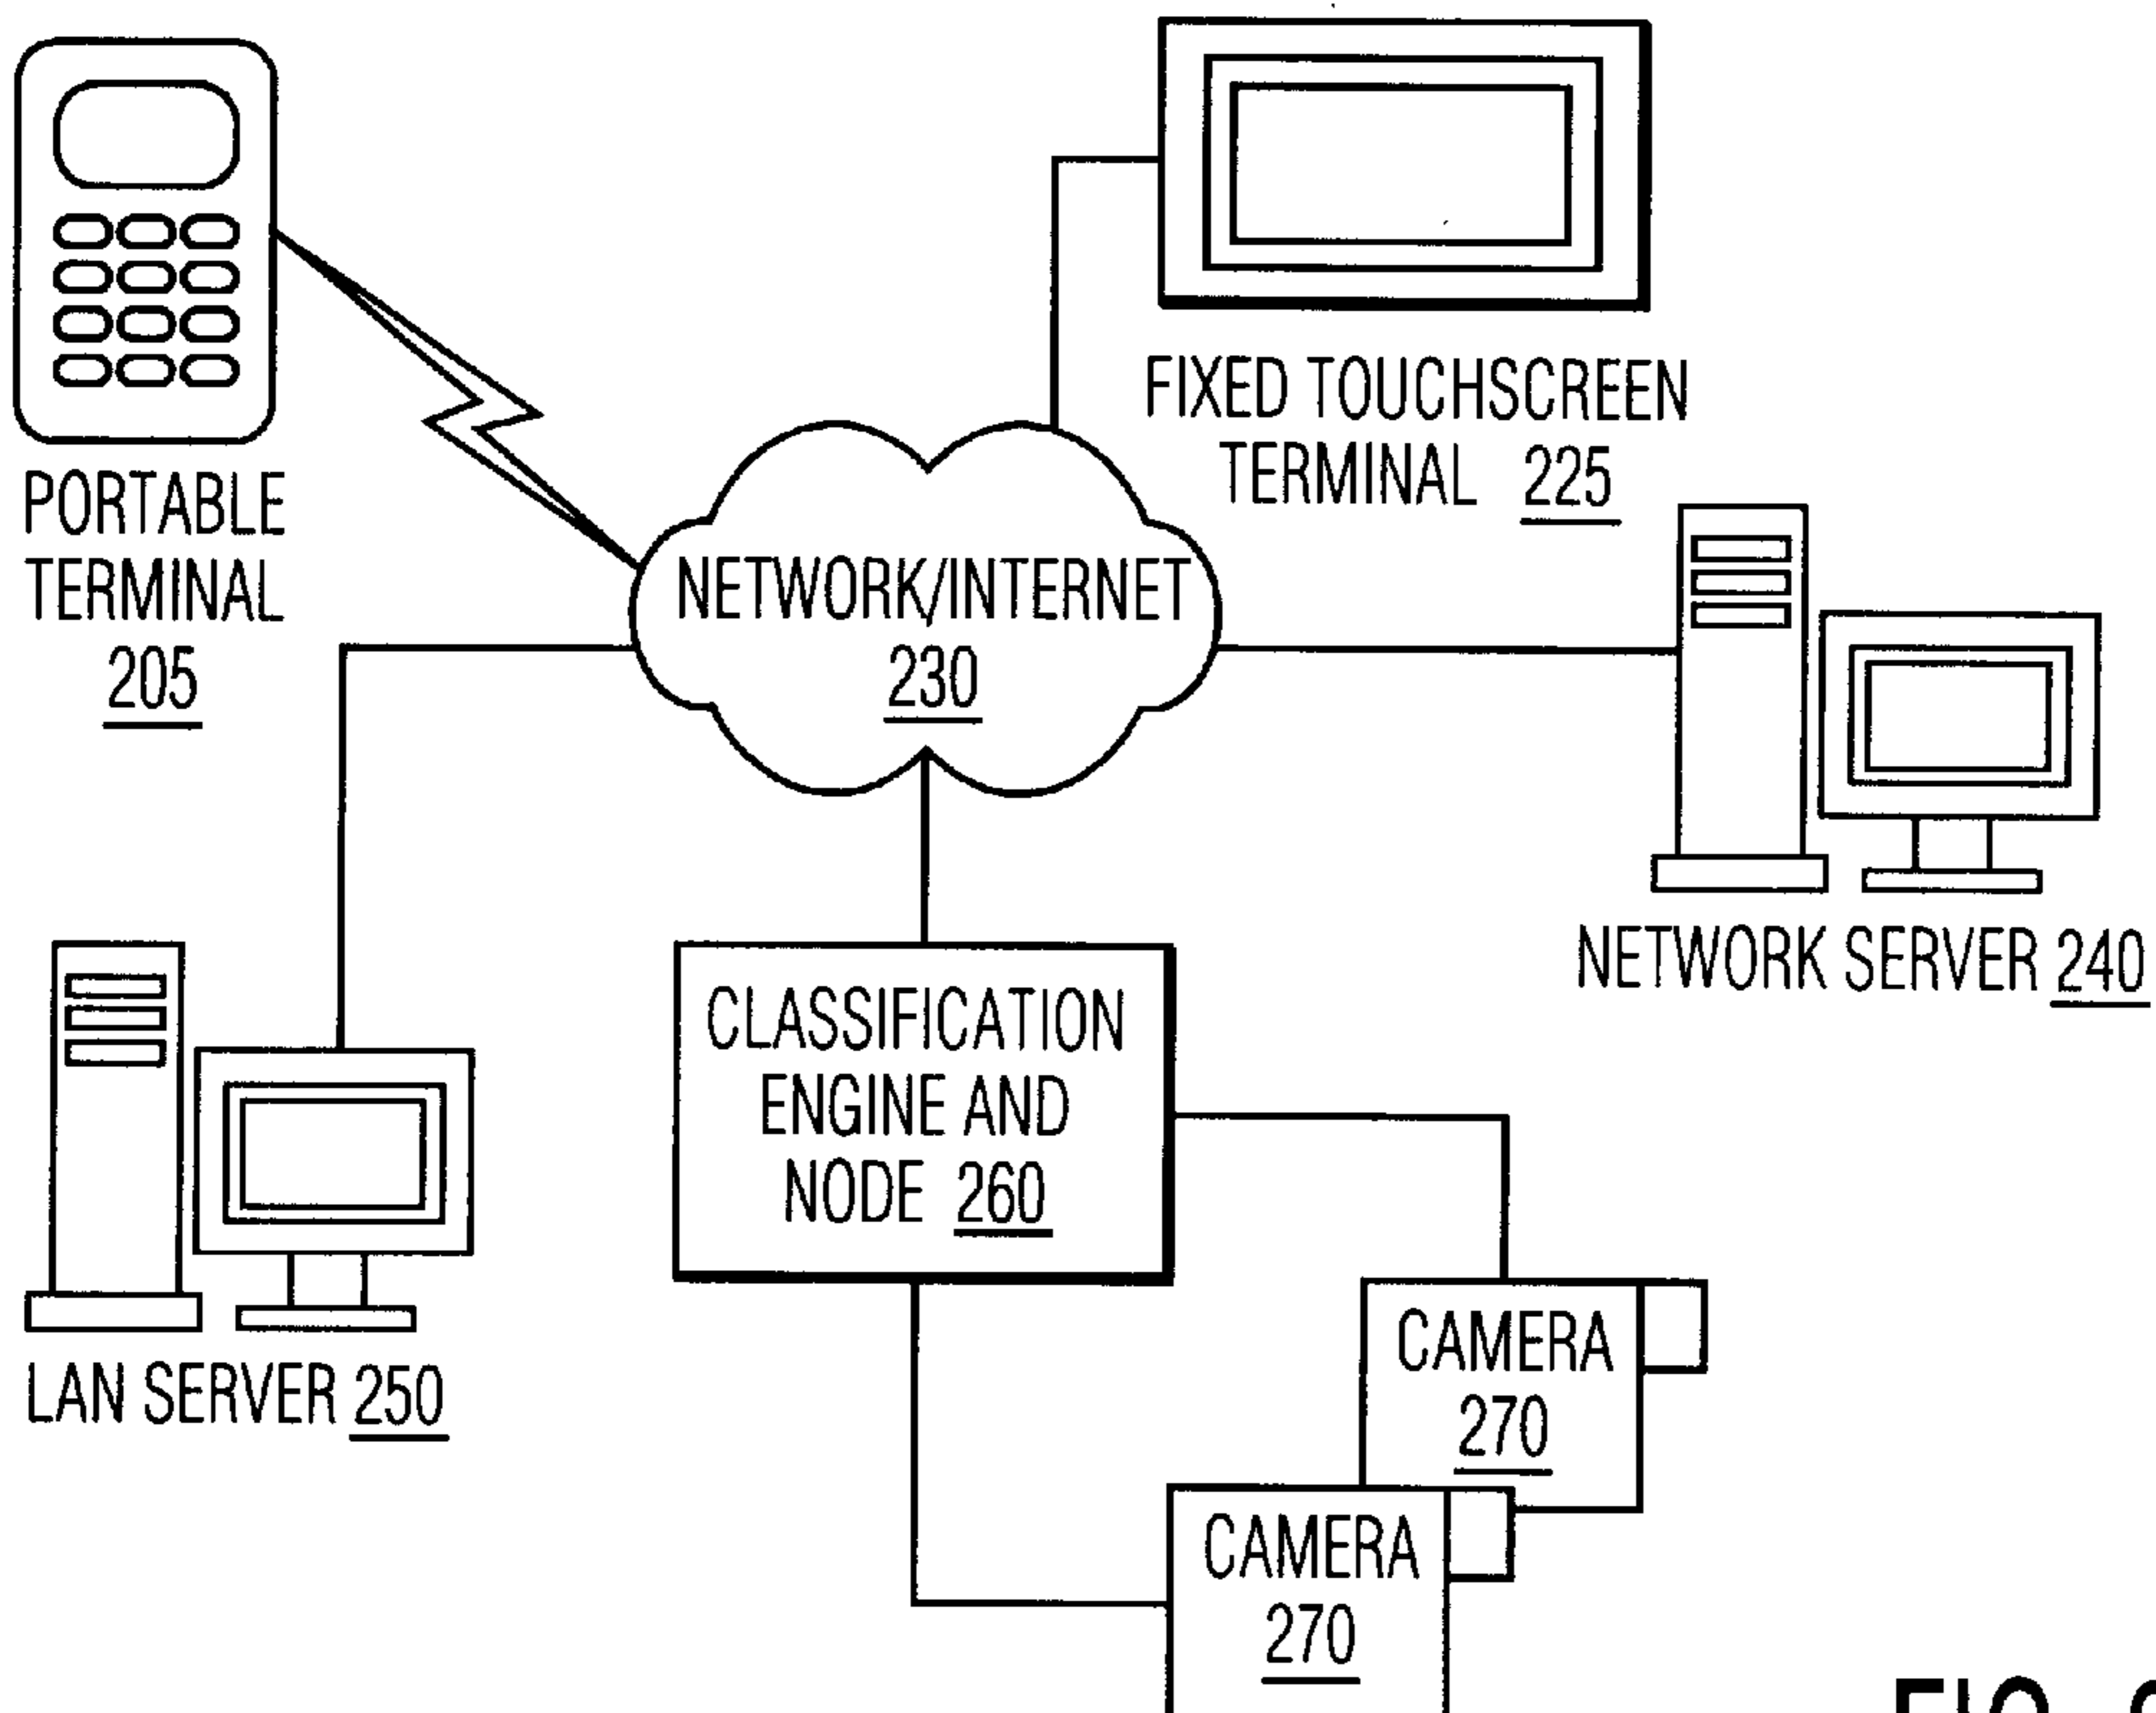 FIXED TOUCHSCREEN
TERMINAL 225
PORTABLE
TERMINAL
205
NETWORK/INTERNET
230
NETWORK SERVER 240
CLASSIFICATION
ENGINE AND
NODE 260
LAN SERVER 250
CAMERA
270
CAMERA
270